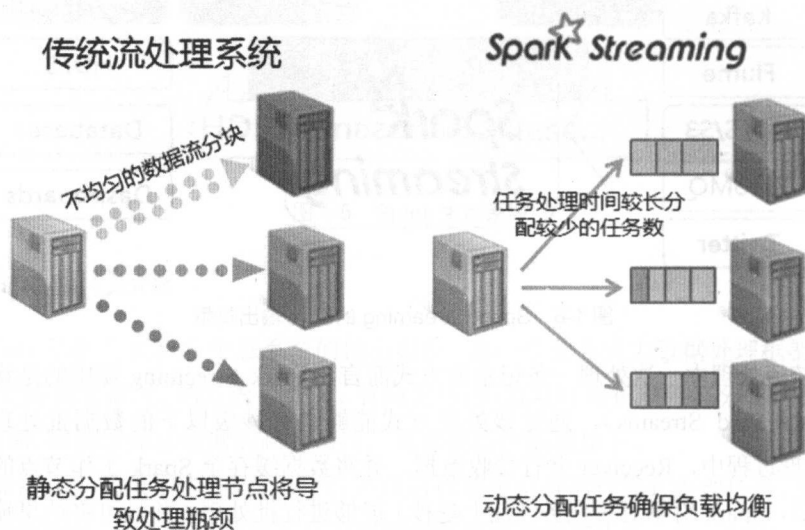 传统流处理系统
Spark Streaming
不均匀的数据流分块
任务处理时间较长分
配较少的任务数
静态分配任务处理节点将导
致处理瓶颈
动态分配任务确保负载均衡